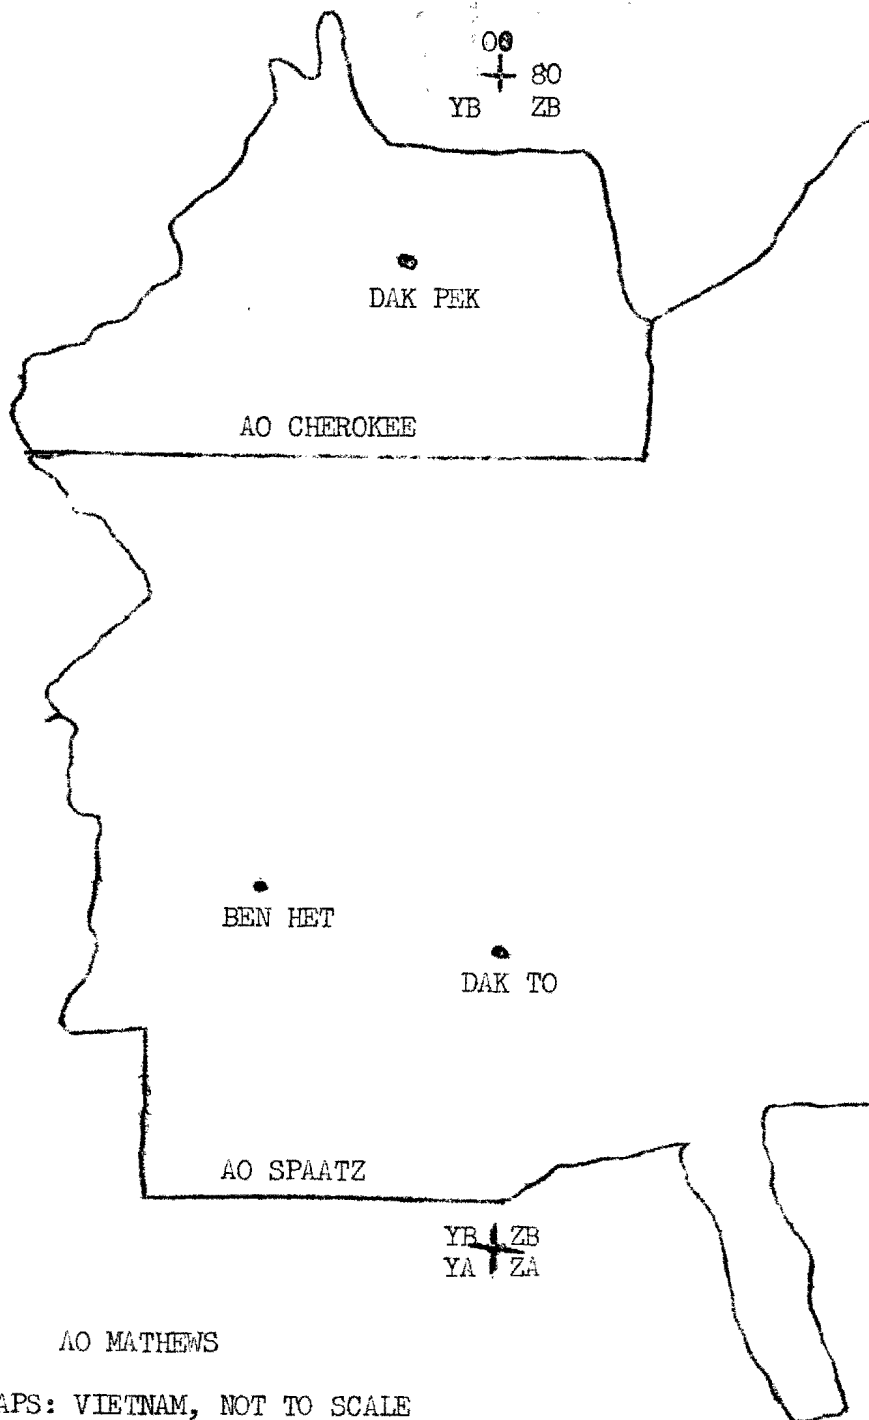 00
80
YB ZB
DAK PEK
AO CHEROKEE
BEN HET
DAK TO
AO SPAATZ
YB ZB
YA ZA
AO MATHEWS
APS: VIETNAM, NOT TO SCALE